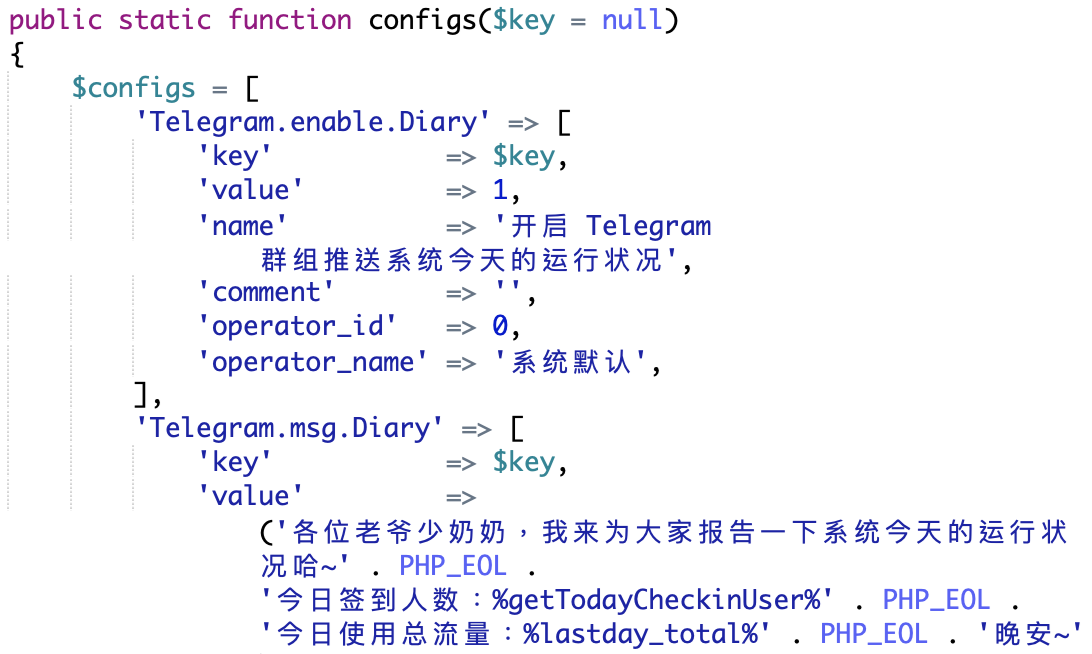 public static function configs($key = null)
{
    $configs = [
        'Telegram.enable.Diary' => [
            'key'           => $key,
            'value'         => 1,
            'name'          => '开启 Telegram
                群组推送系统今天的运行状况',
            'comment'       => '',
            'operator_id'   => 0,
            'operator_name' => '系统默认',
        ],
        'Telegram.msg.Diary' => [
            'key'           => $key,
            'value'         =>
                ('各位老爷少奶奶，我来为大家报告一下系统今天的运行状
                况哈~' . PHP_EOL .
                '今日签到人数：%getTodayCheckinUser%' . PHP_EOL .
                '今日使用总流量：%lastday_total%' . PHP_EOL . '晚安~'